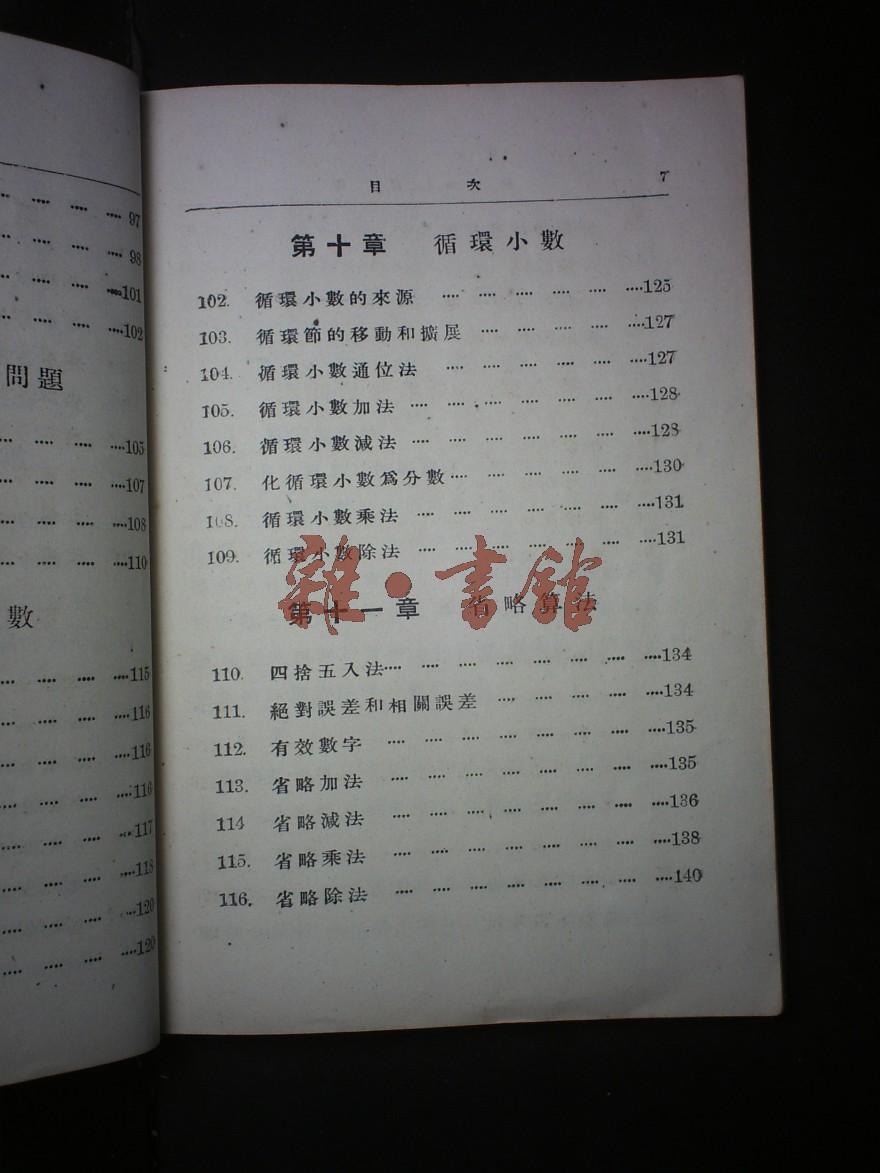 97
98
101
102
問題
105
107
108
110
數
115
116
116
116
117
118
120
120
目 次 7
第十章 循環小數
102. 循環小數的來源 ···· ···· ···· ···· ···· ····125
103. 循環節的移動和擴展 ···· ···· ···· ···· ····127
104. 循環小數通位法 ···· ···· ···· ···· ···· ····127
105. 循環小數加法 ···· ···· ···· ···· ···· ···· ····128
106. 循環小數減法 ···· ···· ···· ···· ···· ···· ····128
107. 化循環小數爲分數 ···· ···· ···· ···· ···· ····130
108. 循環小數乘法 ···· ···· ···· ···· ···· ···· ····131
109. 循環小數除法 ···· ···· ···· ···· ···· ···· ····131
雜·書館
第十一章 省略算法
110. 四捨五入法 ···· ···· ···· ···· ···· ···· ···· ····134
111. 絕對誤差和相關誤差 ···· ···· ···· ···· ····134
112. 有效數字 ···· ···· ···· ···· ···· ···· ···· ····135
113. 省略加法 ···· ···· ···· ···· ···· ···· ···· ····135
114 省略減法 ···· ···· ···· ···· ···· ···· ···· ····136
115. 省略乘法 ···· ···· ···· ···· ···· ···· ···· ····138
116. 省略除法 ···· ···· ···· ···· ···· ···· ···· ····140